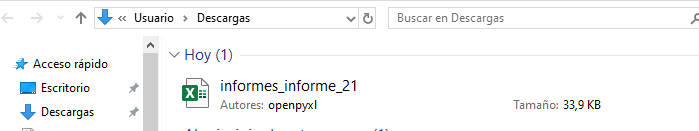 « Usuario > Descargas
Buscar en Descargas
Hoy (1)
Acceso rápido
Escritorio
Descargas
informes_informe_21
Autores: openpyxl
Tamaño: 33,9 KB